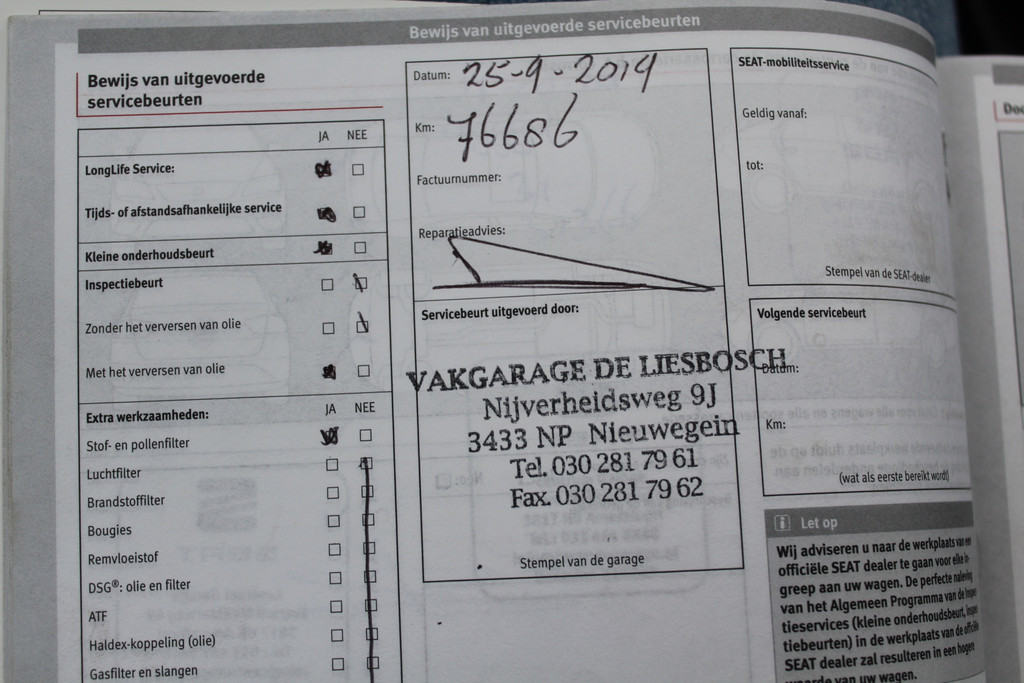 Bewijs van uitgevoerde servicebeurten
Bewijs van uitgevoerde
servicebeurten
JA NEE
LongLife Service:
Tijds- of afstandsafhankelijke service
Kleine onderhoudsbeurt
Inspectiebeurt
Zonder het verversen van olie
Met het verversen van olie
Extra werkzaamheden: JA NEE
Stof- en pollenfilter
Luchtfilter
Brandstoffilter
Bougies
Remvloeistof
DSG®: olie en filter
ATF
Haldex-koppeling (olie)
Gasfilter en slangen
Datum: 25-9-2019
Km: 76686
Factuurnummer:
Reparatieadvies:
Servicebeurt uitgevoerd door:
VAKGARAGE DE LIESBOSCH
Nijverheidsweg 9J
3433 NP Nieuwegein
Tel. 030 281 79 61
Fax. 030 281 79 62
Stempel van de garage
SEAT-mobiliteitsservice
Geldig vanaf:
tot:
Stempel van de SEAT-dealer
Volgende servicebeurt
Datum:
Km:
(wat als eerste bereikt wordt)
Let op
Wij adviseren u naar de werkplaats van een
officiële SEAT dealer te gaan voor elke in-
greep aan uw wagen. De perfecte naleving
van het Algemeen Programma van de Inspec
tieservices (kleine onderhoudsbeurt, inspec
tiebeurten) in de werkplaats van de officiële
SEAT dealer zal resulteren in een hogere
waarde van uw wagen.